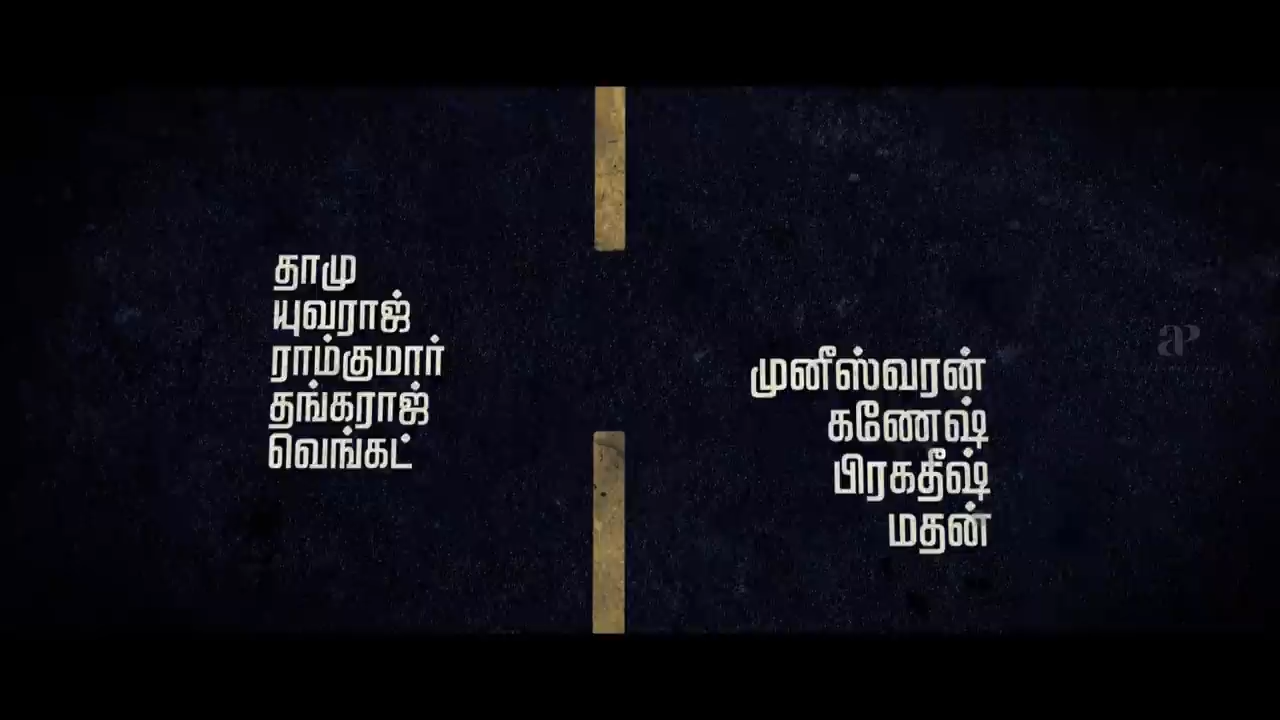 தாமு
யுவராஜ்
ராம்குமார்
தங்கராஜ்
வெங்கட்
முனீஸ்வரன்
கணேஷ்
பிரகதீஷ்
மதன்